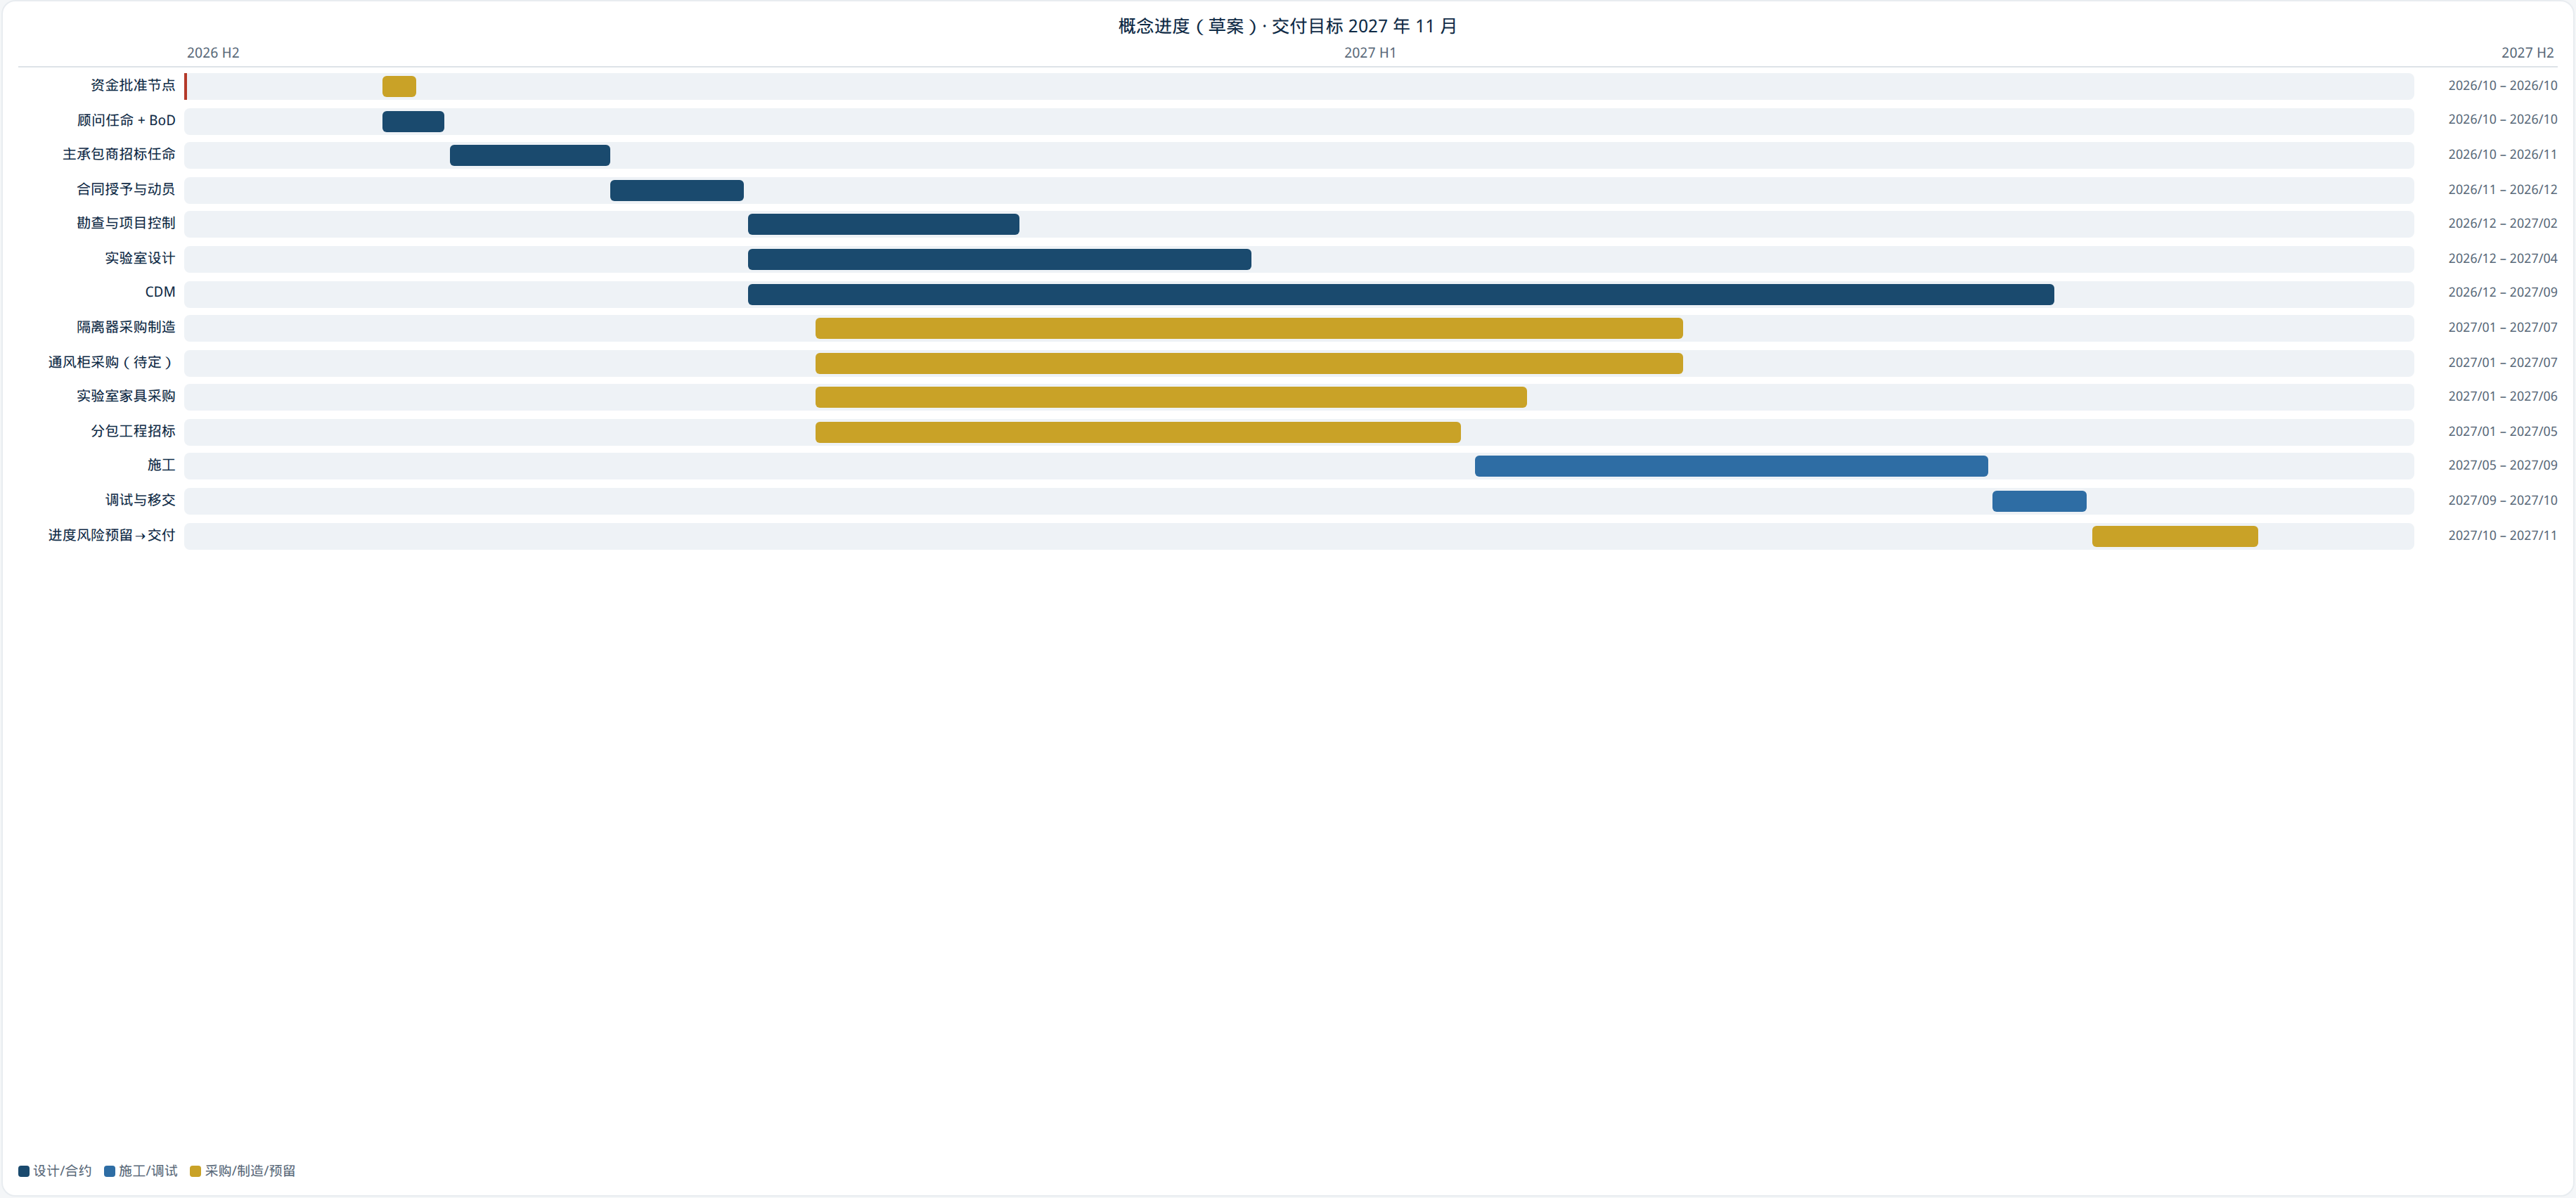 概念进度（草案）· 交付目标 2027 年 11 月
2026 H2 2027 H1 2027 H2
资金批准节点 2026/10 – 2026/10
顾问任命 + BoD 2026/10 – 2026/10
主承包商招标任命 2026/10 – 2026/11
合同授予与动员 2026/11 – 2026/12
勘查与项目控制 2026/12 – 2027/02
实验室设计 2026/12 – 2027/04
CDM 2026/12 – 2027/09
隔离器采购制造 2027/01 – 2027/07
通风柜采购（待定） 2027/01 – 2027/07
实验室家具采购 2027/01 – 2027/06
分包工程招标 2027/01 – 2027/05
施工 2027/05 – 2027/09
调试与移交 2027/09 – 2027/10
进度风险预留→交付 2027/10 – 2027/11
设计/合约 施工/调试 采购/制造/预留